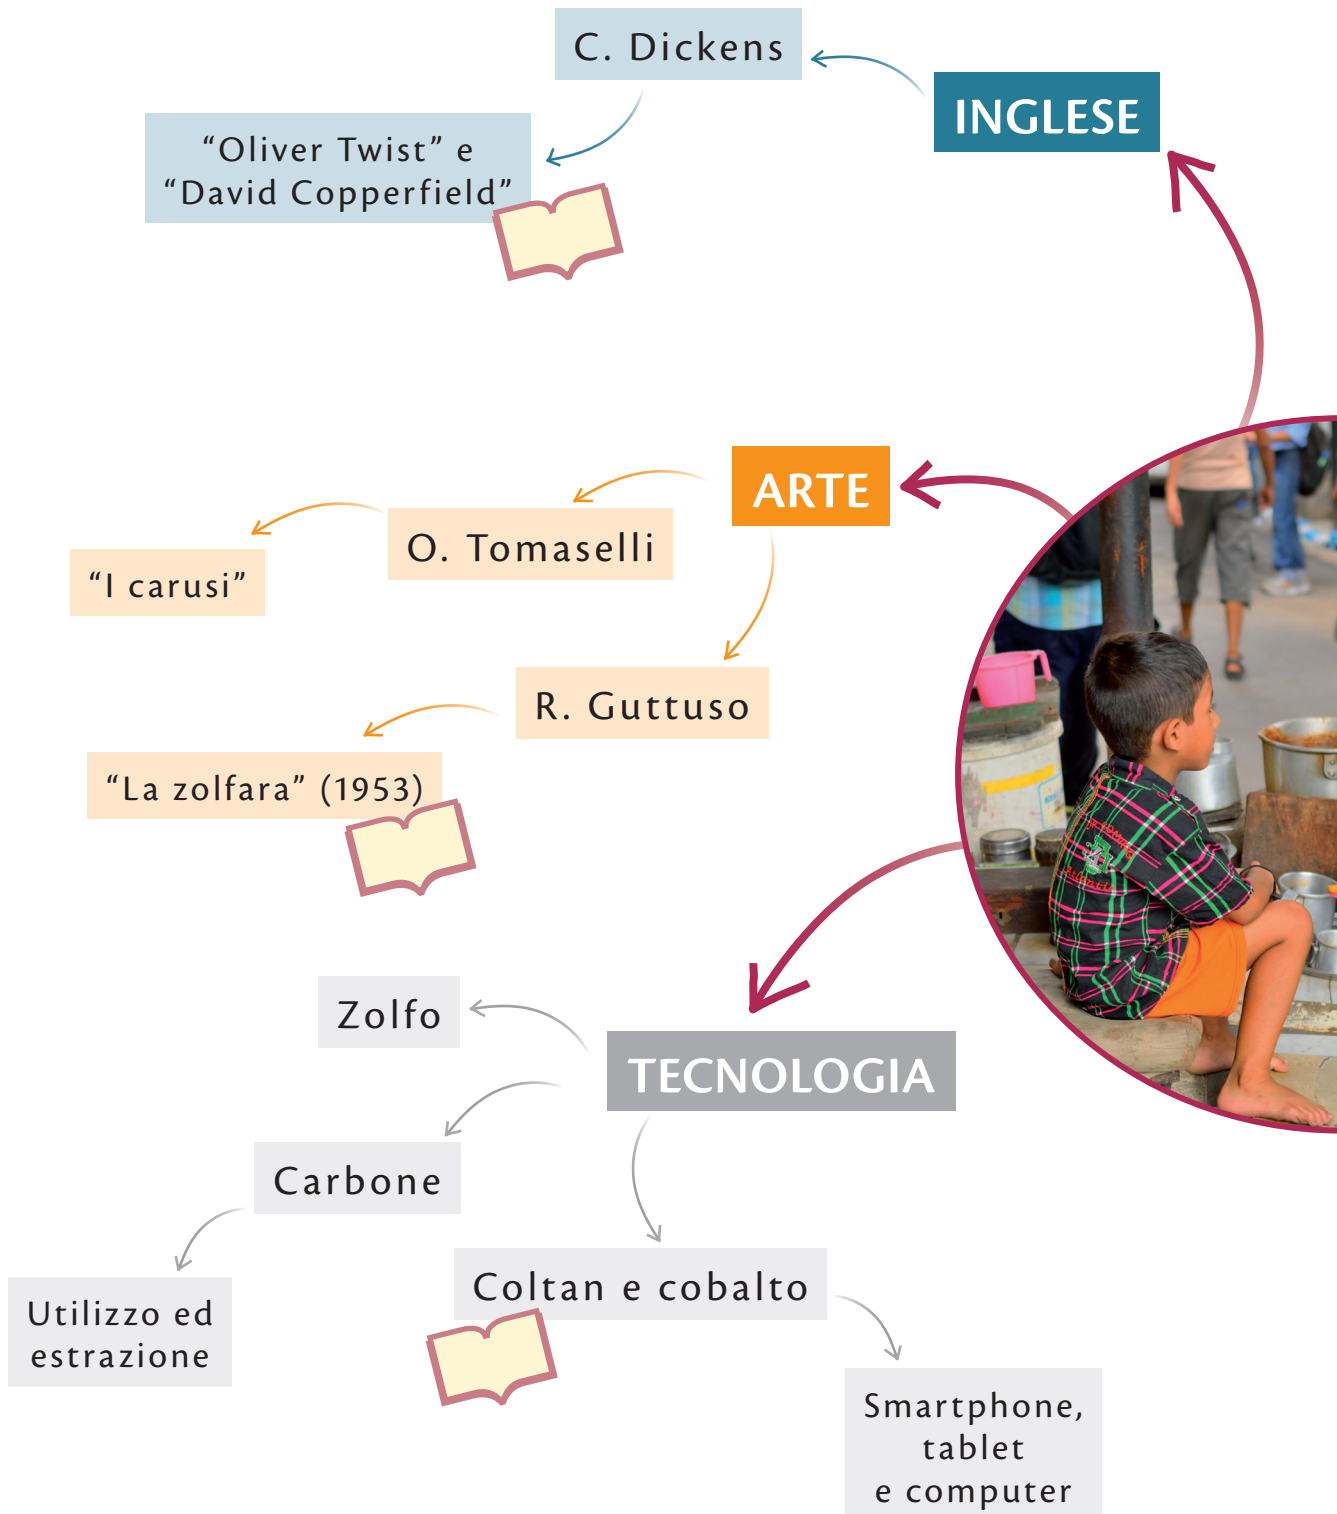 C. Dickens
INGLESE
“Oliver Twist” e
“David Copperfield”
ARTE
O. Tomaselli
“I carusi”
R. Guttuso
“La zolfara” (1953)
Zolfo
TECNOLOGIA
Carbone
Utilizzo ed
estrazione
Coltan e cobalto
Smartphone,
tablet
e computer